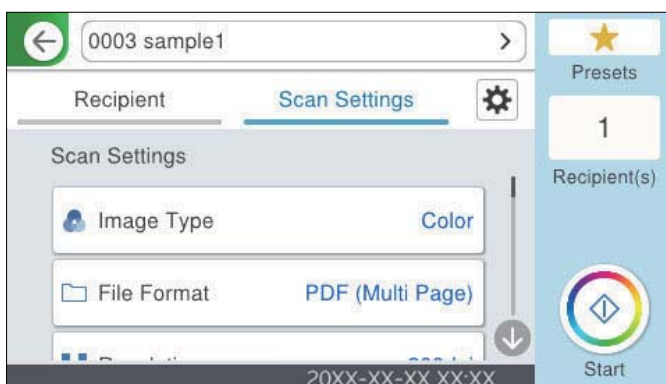 0003 sample1
Presets
Recipient
Scan Settings
1
Recipient(s)
Scan Settings
Image Type
Color
File Format
PDF (Multi Page)
20XX-XX-XX XX:XX
Start